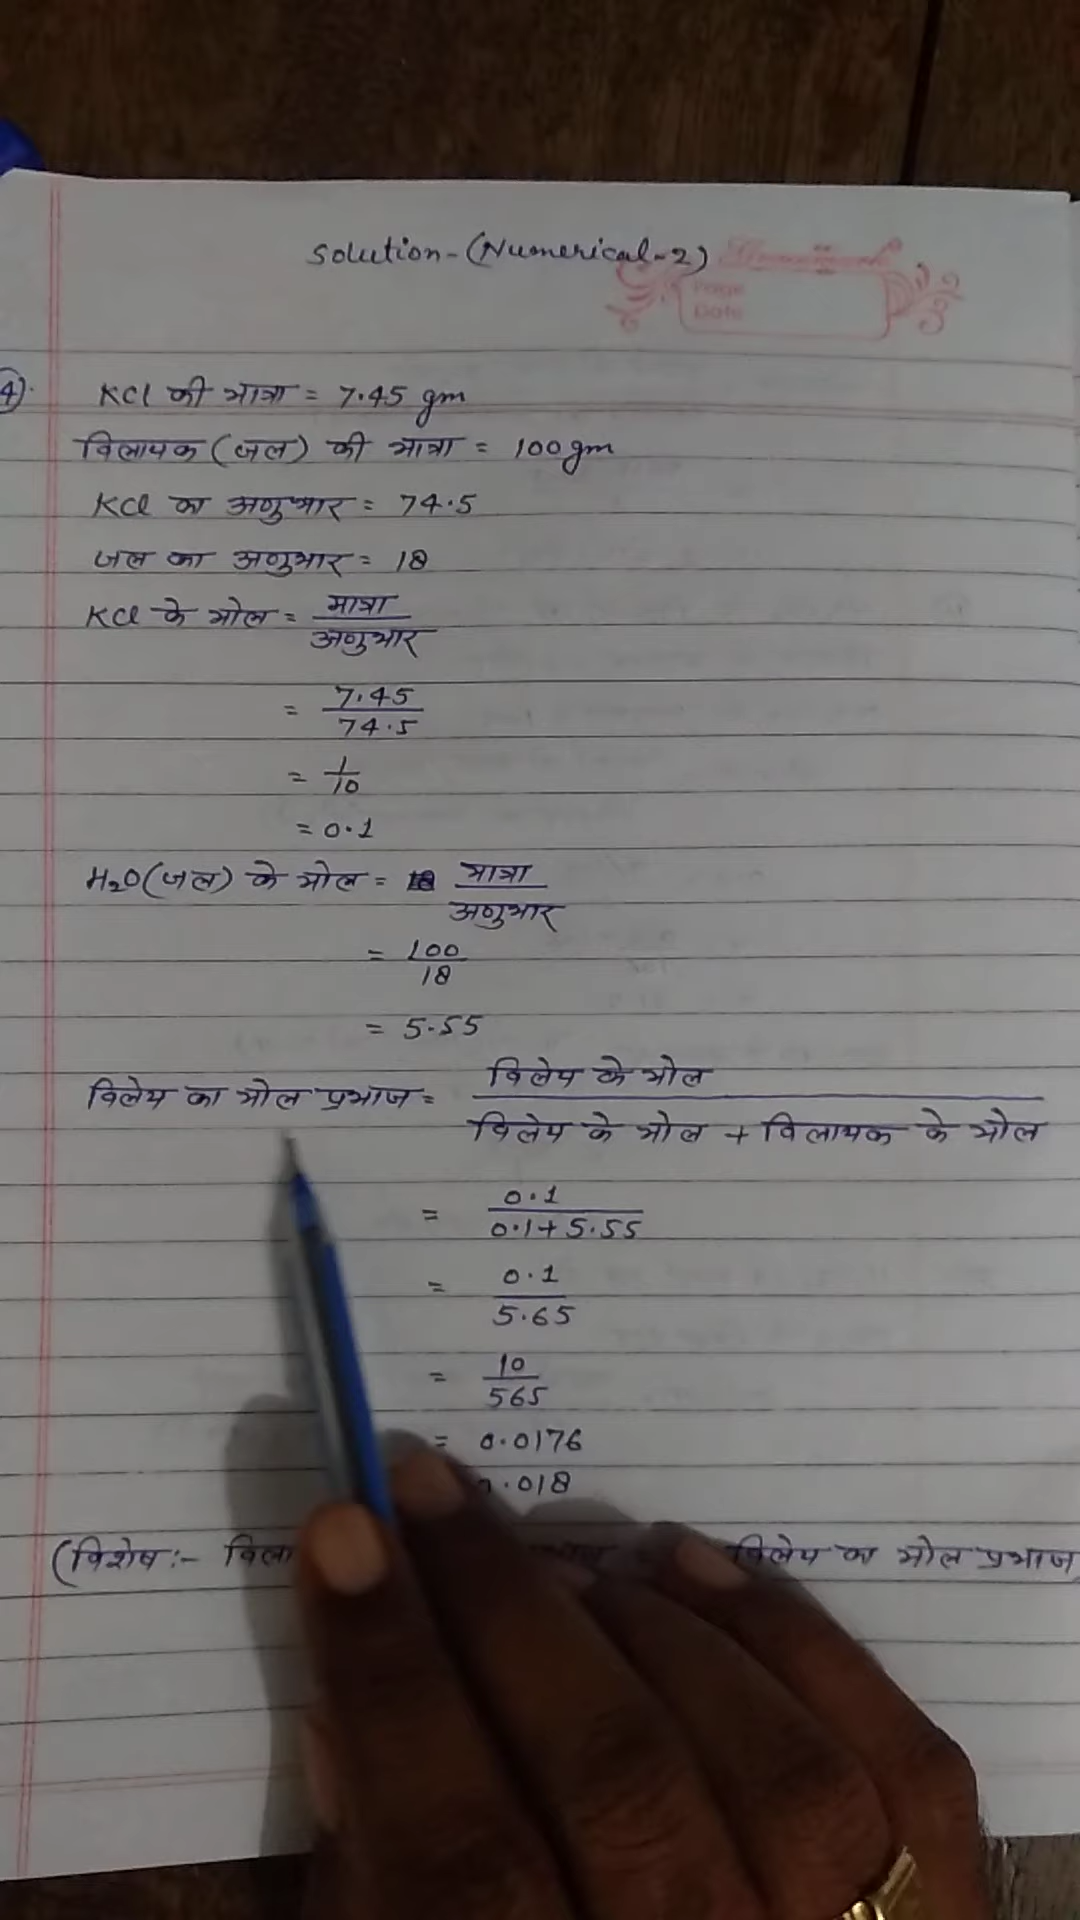 Solution-(Numerical-2)
Page
Date
4).
KCl की मात्रा = 7.45 gm
विलायक (जल) की मात्रा = 100gm
KCl का अणुभार = 74.5
जल का अणुभार = 18
KCl के मोल = मात्रा
अणुभार
= 7.45
74.5
= 1
10
= 0.1
H₂O(जल) के मोल = मात्रा
अणुभार
= 100
18
= 5.55
विलेय का मोल प्रभाज = विलेय के मोल
विलेय के मोल + विलायक के मोल
= 0.1
0.1+5.55
= 0.1
5.65
= 10
565
= 0.0176
.018
(विशेष:- विलेय का मोल प्रभाज